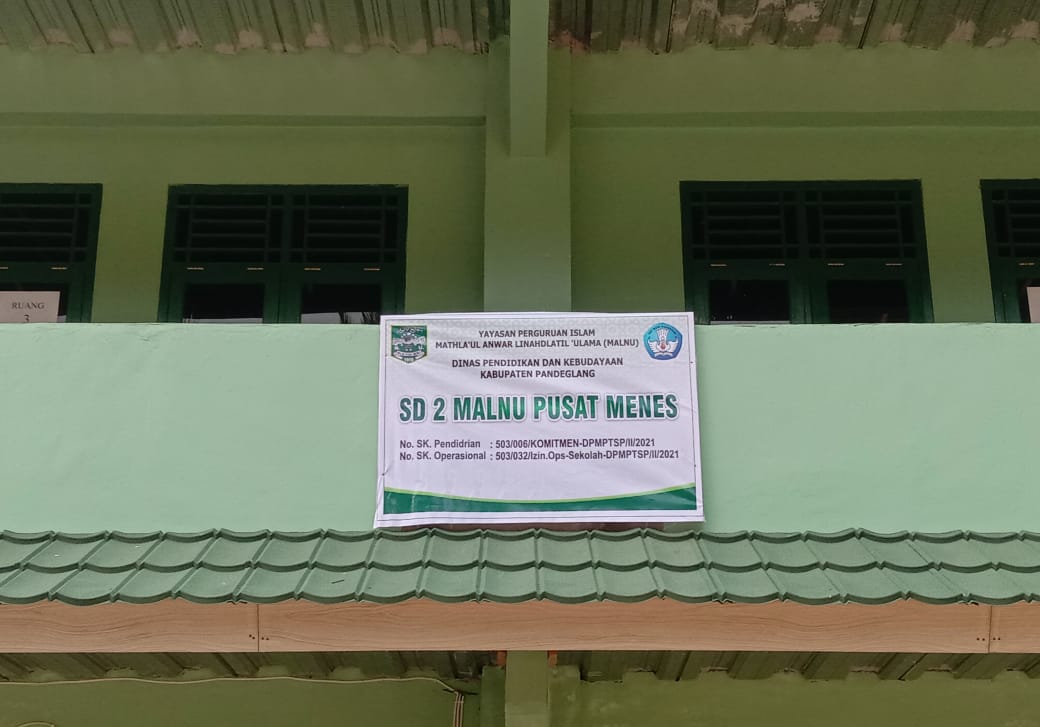 YAYASAN PERGURUAN ISLAM
MATHLA'UL ANWAR LINAHDLATIL 'ULAMA (MALNU)
DINAS PENDIDIKAN DAN KEBUDAYAAN
KABUPATEN PANDEGLANG
SD 2 MALNU PUSAT MENES
No. SK. Pendidrian : 503/006/KOMITMEN-DPMPTSP/II/2021
No. SK. Operasional : 503/032/Izin.Ops-Sekolah-DPMPTSP/II/2021
RUANG
3